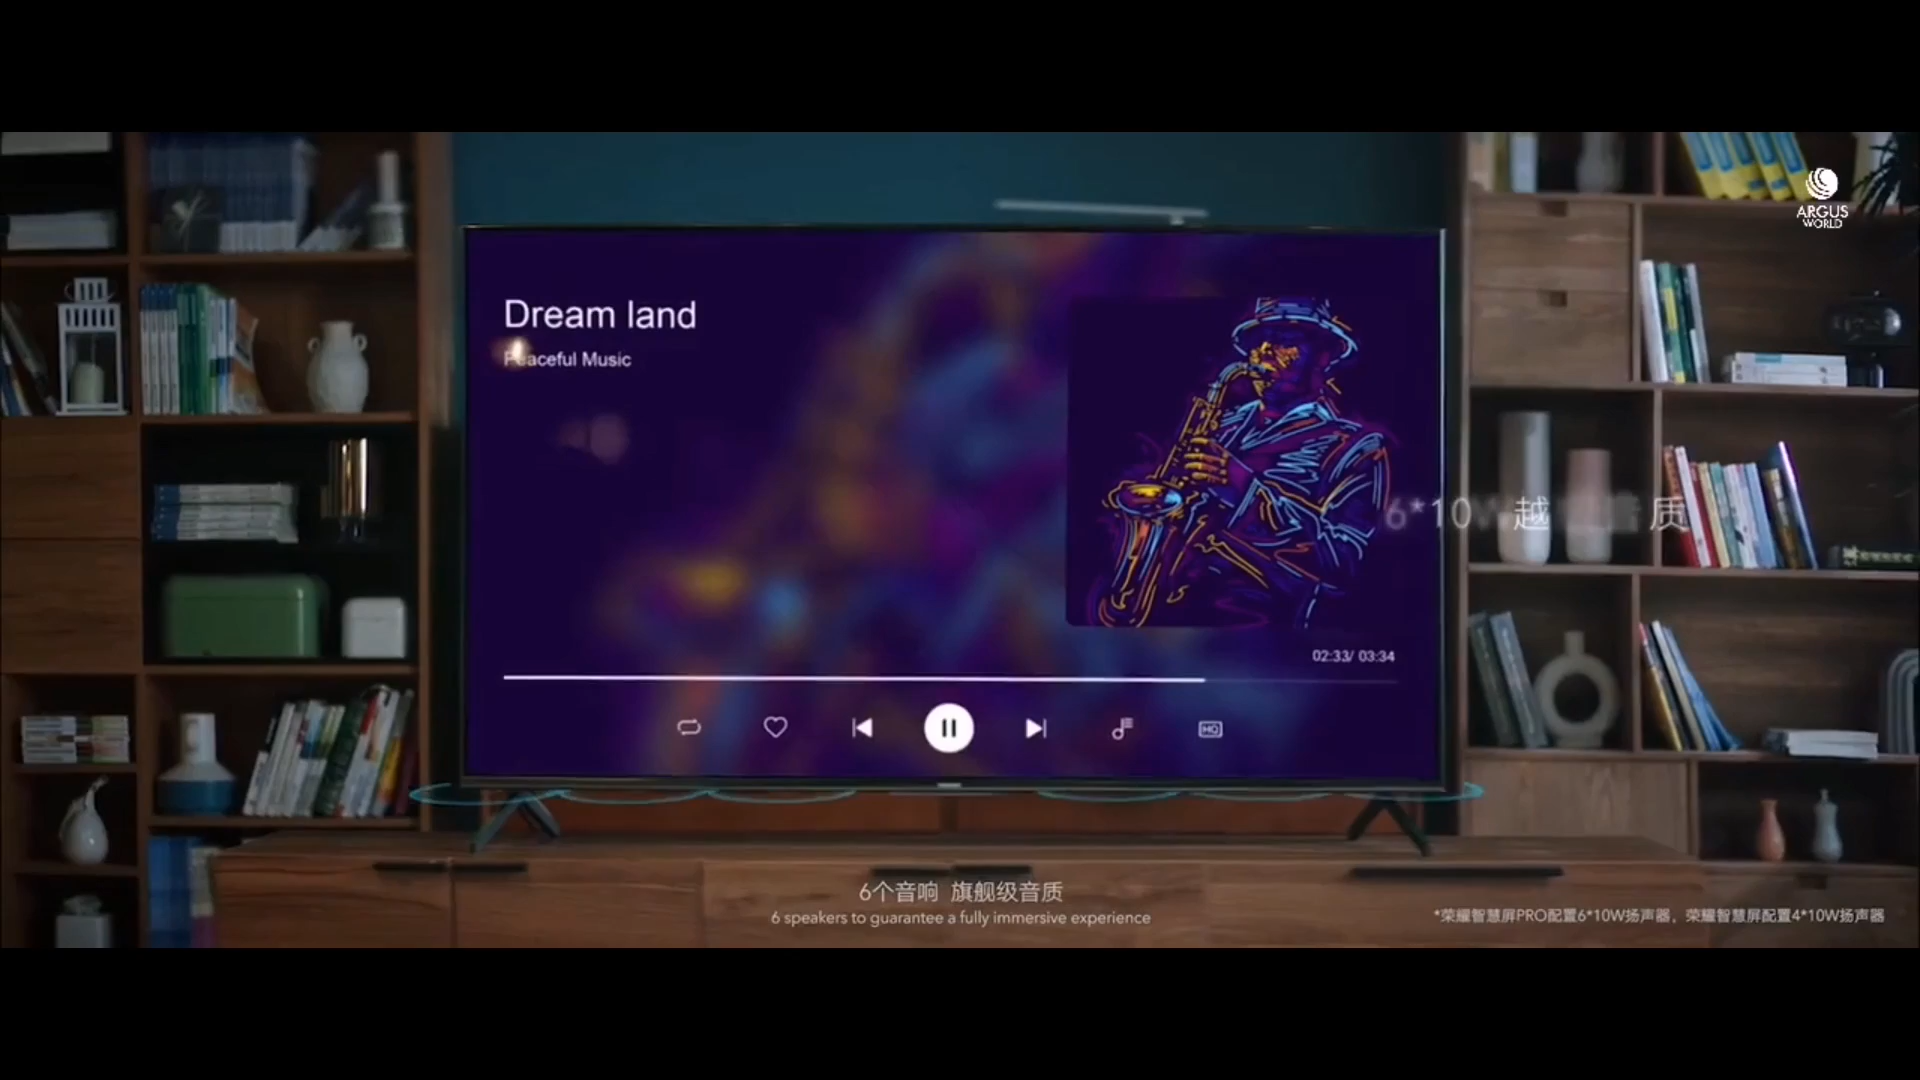 ARGUS
WORLD
Dream land
Peaceful Music
6*10W 越 质
02:33/ 03:34
HQ
6个音响 旗舰级音质
6 speakers to guarantee a fully immersive experience
*荣耀智慧屏PRO配置6*10W扬声器，荣耀智慧屏配置4*10W扬声器